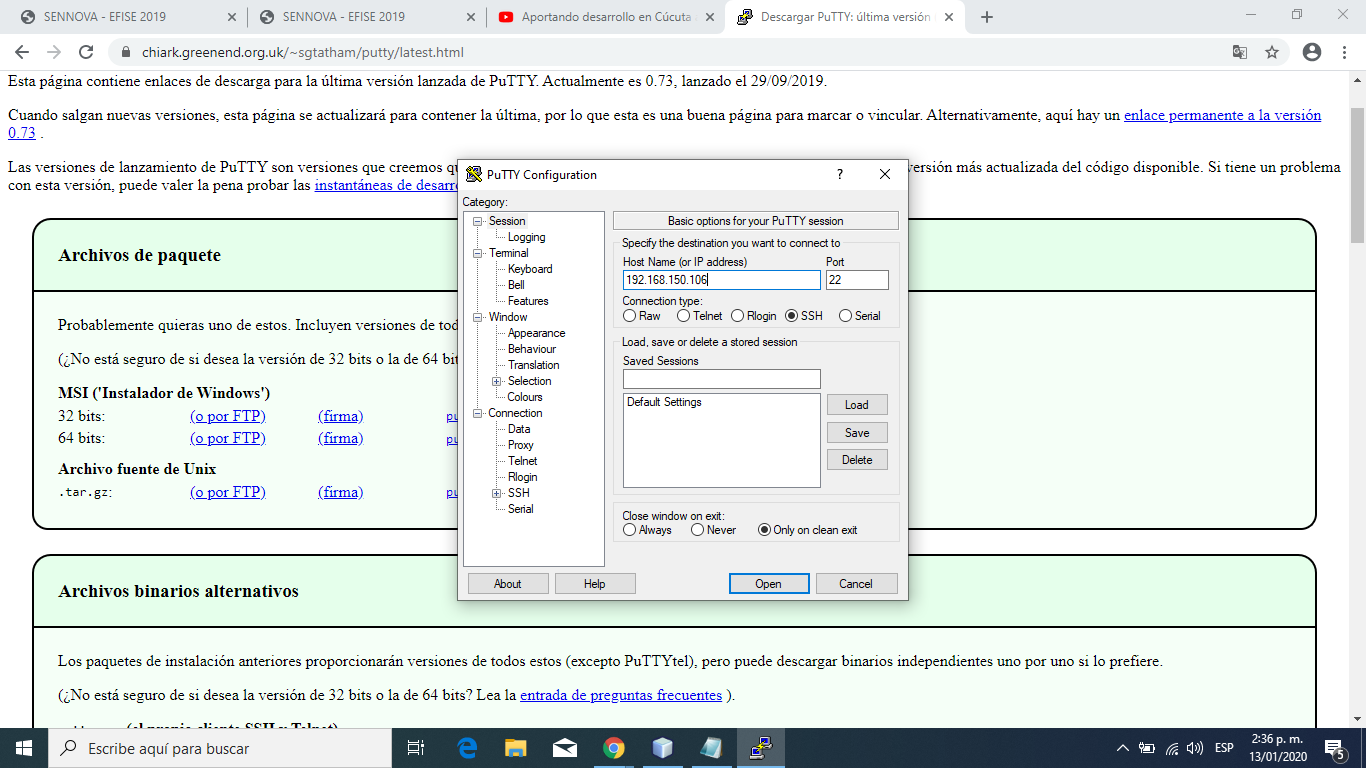 SENNOVA - EFISE 2019
SENNOVA - EFISE 2019
Aportando desarrollo en Cúcuta
Descargar PuTTY: última versión
chiark.greenend.org.uk/~sgtatham/putty/latest.html
Esta página contiene enlaces de descarga para la última versión lanzada de PuTTY. Actualmente es 0.73, lanzado el 29/09/2019.
Cuando salgan nuevas versiones, esta página se actualizará para contener la última, por lo que esta es una buena página para marcar o vincular. Alternativamente, aquí hay un enlace permanente a la versión
0.73 .
Las versiones de lanzamiento de PuTTY son versiones que creemos
versión más actualizada del código disponible. Si tiene un problema
con esta versión, puede valer la pena probar las instantáneas de
Archivos de paquete
Probablemente quieras uno de estos. Incluyen versiones de
(¿No está seguro de si desea la versión de 32 bits o la de 64
MSI ('Instalador de Windows')
32 bits: (o por FTP) (firma)
64 bits: (o por FTP) (firma)
Archivo fuente de Unix
.tar.gz: (o por FTP) (firma)
PuTTY Configuration
?
Category:
Session
Logging
Terminal
Keyboard
Bell
Features
Window
Appearance
Behaviour
Translation
Selection
Colours
Connection
Data
Proxy
Telnet
Rlogin
SSH
Serial
Basic options for your PuTTY session
Specify the destination you want to connect to
Host Name (or IP address) Port
192.168.150.106 22
Connection type:
Raw Telnet Rlogin SSH Serial
Load, save or delete a stored session
Saved Sessions
Default Settings
Load
Save
Delete
Close window on exit:
Always Never Only on clean exit
About Help Open Cancel
Archivos binarios alternativos
Los paquetes de instalación anteriores proporcionarán versiones de todos estos (excepto PuTTYtel), pero puede descargar binarios independientes uno por uno si lo prefiere.
(¿No está seguro de si desea la versión de 32 bits o la de 64 bits? Lea la entrada de preguntas frecuentes ).
(el propio cliente SSH y Telnet)
Escribe aquí para buscar
ESP
2:36 p. m.
13/01/2020
5